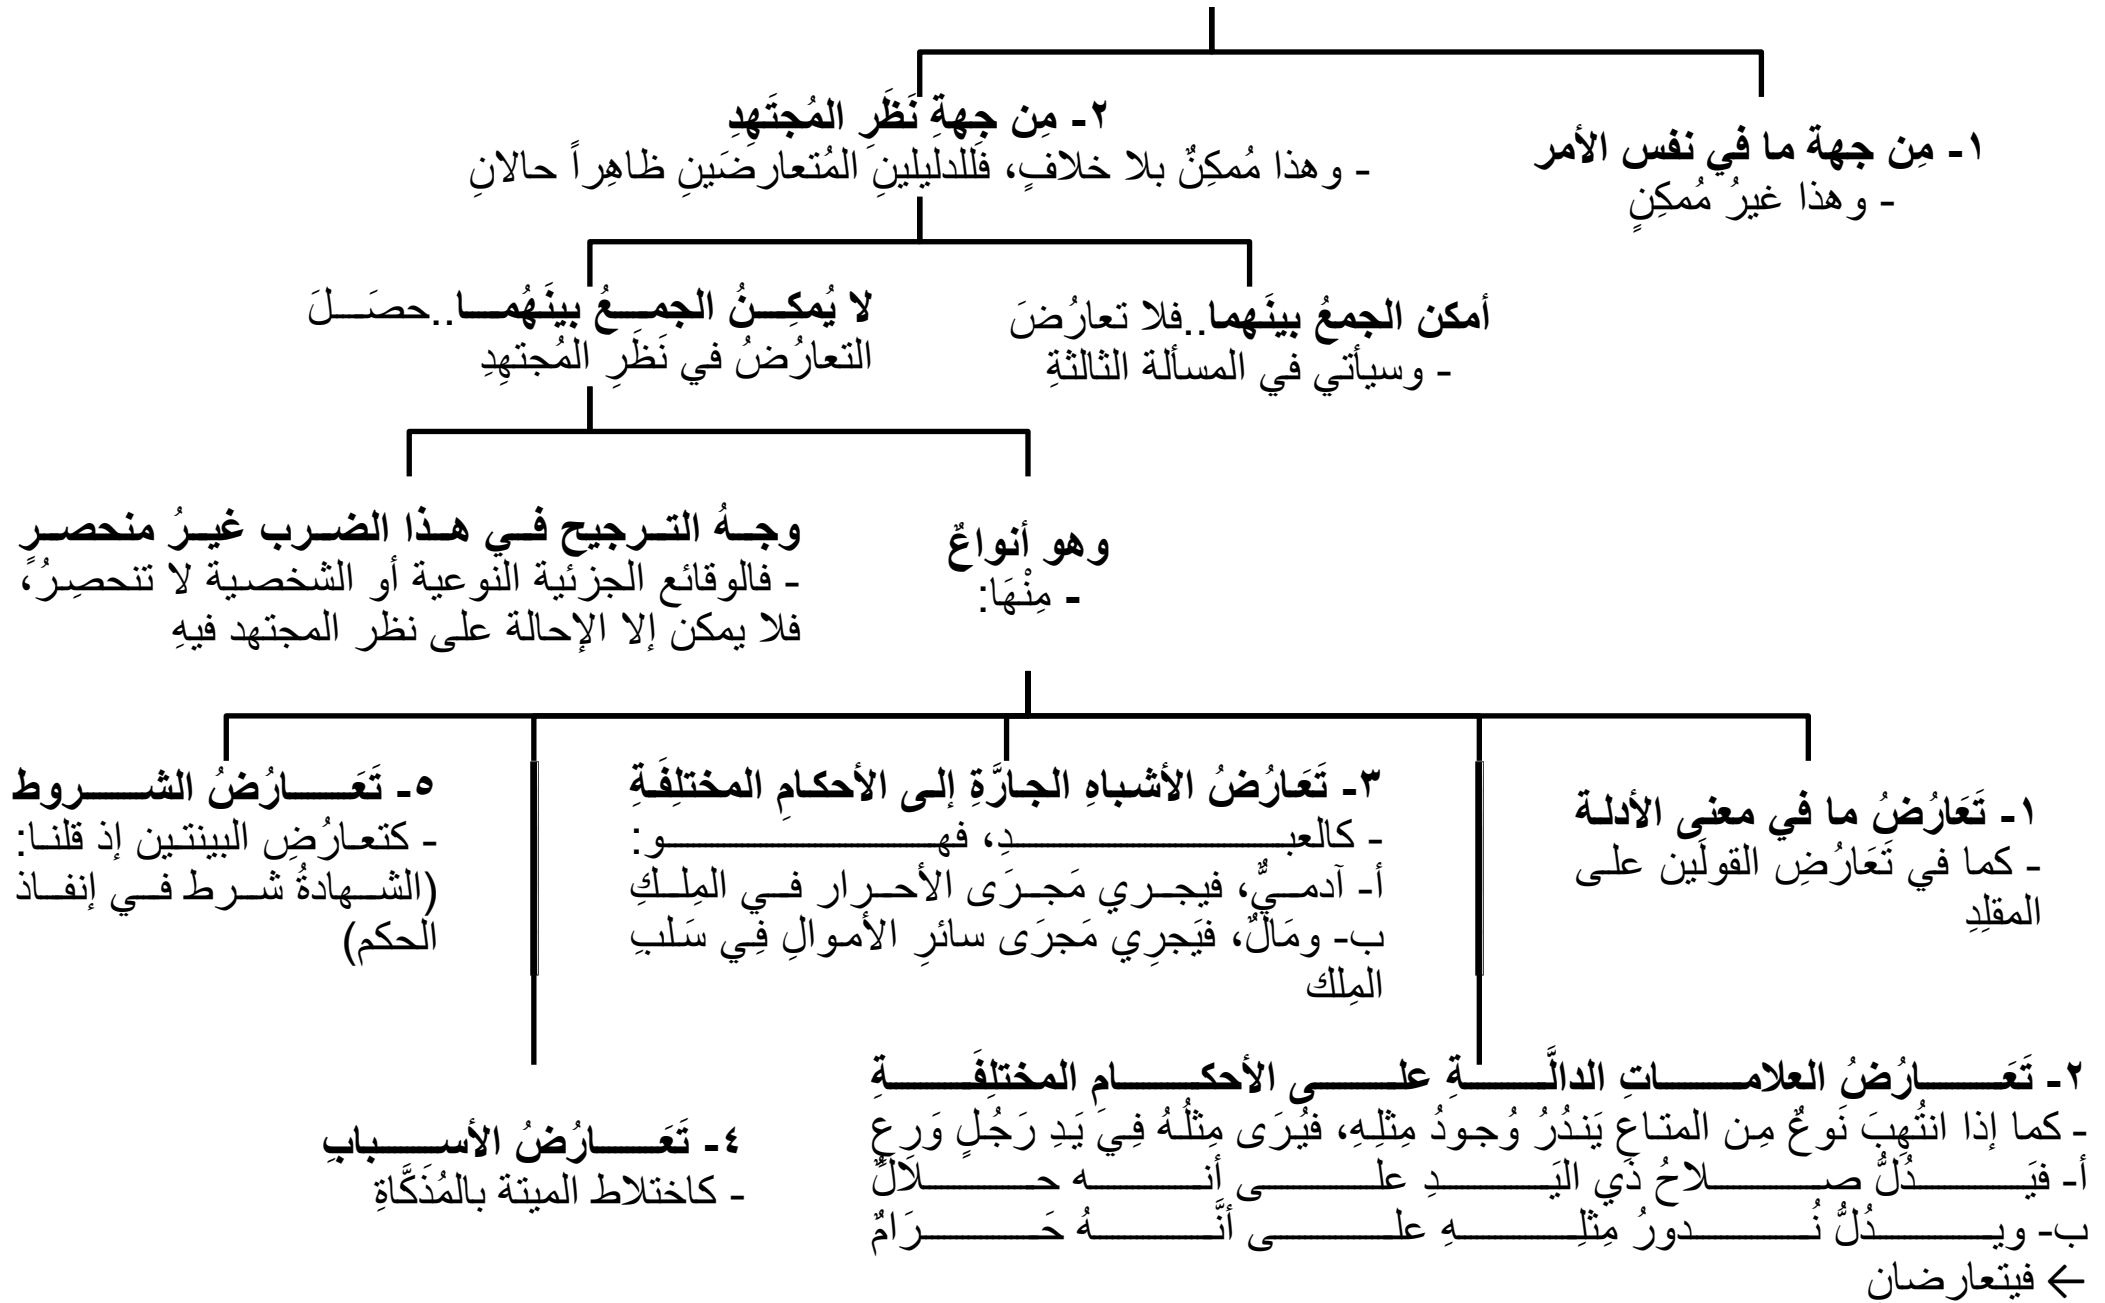 ١- مِن جهة ما في نفس الأمر
- وهذا غيرُ مُمكِنٍ
٢- مِن جِهةِ نَظَرِ المُجتَهِدِ
- وهذا مُمكِنٌ بلا خلافٍ، فَللدليلينِ المُتعارضَينِ ظاهِراً حالانِ
أمكن الجمعُ بينَهما..فلا تعارُضَ
- وسيأتي في المسألة الثالثةِ
لا يُمكِنُ الجمعُ بينَهُما..حصَلَ
التعارُضُ في نَظَرِ المُجتهِدِ
وهو أنواعٌ
- مِنْهَا:
وجهُ الترجيح في هذا الضرب غيرُ منحصرٍ
- فالوقائع الجزئية النوعية أو الشخصية لا تنحصِرُ،
فلا يمكن إلا الإحالة على نظر المجتهد فيهِ
١- تَعَارُضُ ما في معنى الأدلة
- كما في تَعَارُضِ القولَين على
المقلِدِ
٢- تَعَارُضُ العلاماتِ الدالَّةِ على الأحكامِ المختلِفَةِ
- كما إذا انتُهِبَ نَوعٌ مِن المتاعِ يَندُرُ وُجودُ مِثلِهِ، فيُرَى مِثلُهُ فِي يَدِ رَجُلٍ وَرِعٍ
أ- فيَدُلُّ صلاحُ ذي اليَدِ على أنه حلَالٌ
ب- ويدُلُّ نُدورُ مِثلِهِ على أنَّهُ حَرَامٌ
← فيتعارضان
٣- تَعَارُضُ الأشباهِ الجارَّةِ إلى الأحكامِ المختلِفَةِ
- كالعبدِ، فهو:
أ- آدميٌّ، فيجري مَجرَى الأحرار في المِلكِ
ب- ومَالٌ، فيَجرِي مَجرَى سائرِ الأموالِ فِي سَلبِ
المِلك
٤- تَعَارُضُ الأسبابِ
- كاختلاط الميتة بالمُذَكَّاةِ
٥- تَعَارُضُ الشروط
- كتعارُضِ البينتين إذ قلنا:
(الشهادةُ شرط في إنفاذ
الحكم)